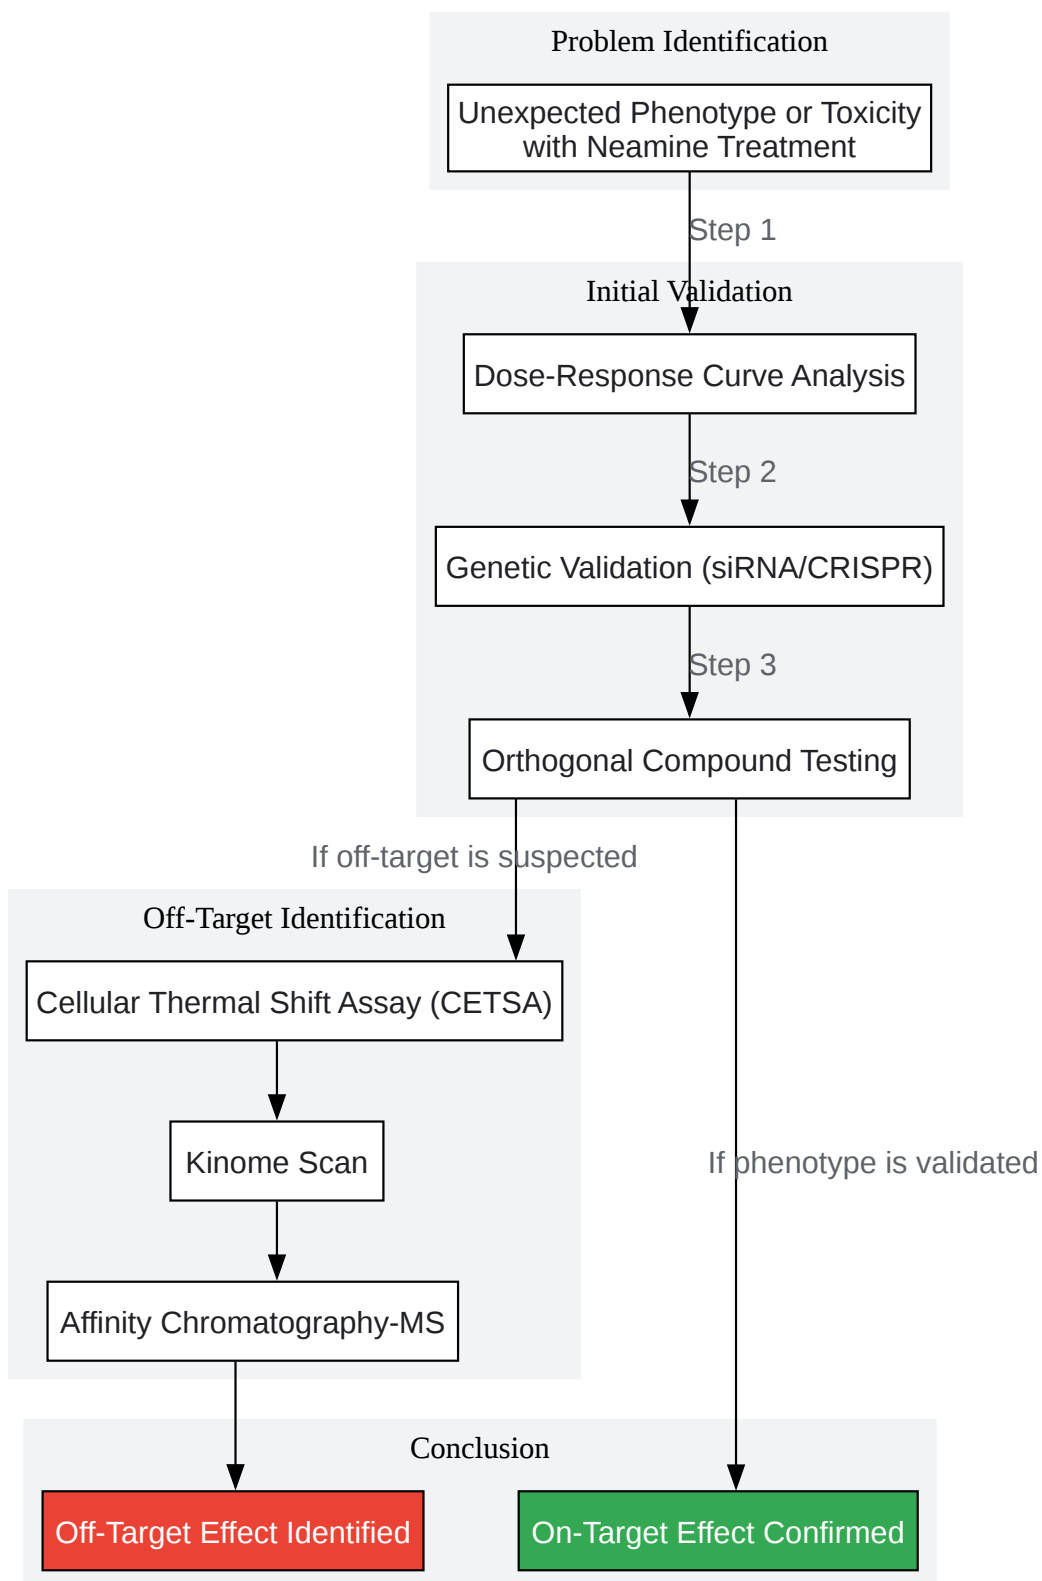 Problem Identification
Unexpected Phenotype or Toxicity
with Neamine Treatment
Step 1
Initial Validation
Dose-Response Curve Analysis
Step 2
Genetic Validation (siRNA/CRISPR)
Step 3
Orthogonal Compound Testing
If off-target is suspected
Off-Target Identification
Cellular Thermal Shift Assay (CETSA)
Kinome Scan
If phenotype is validated
Affinity Chromatography-MS
Conclusion
Off-Target Effect Identified
On-Target Effect Confirmed